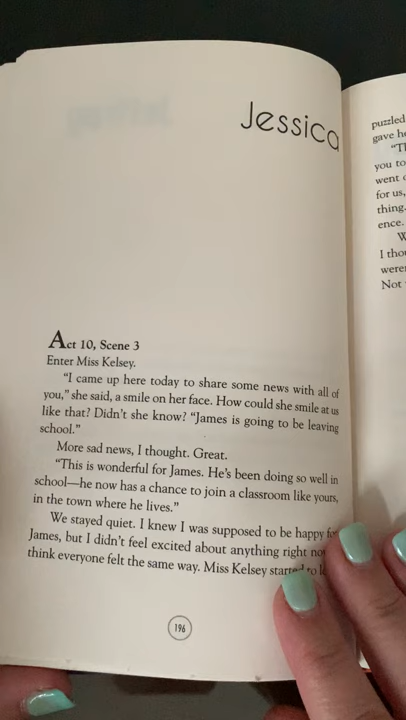 Jessica
Act 10, Scene 3
Enter Miss Kelsey.
"I came up here today to share some news with all of
you," she said, a smile on her face. How could she smile at us
like that? Didn't she know? "James is going to be leaving
school."
More sad news, I thought. Great.
"This is wonderful for James. He's been doing so well in
school—he now has a chance to join a classroom like yours,
in the town where he lives."
We stayed quiet. I knew I was supposed to be happy for
James, but I didn't feel excited about anything right
think everyone felt the same way. Miss Kelsey started to
196
puzzled
gave
you to
went
for us,
thing.
ence.
I
were
Not